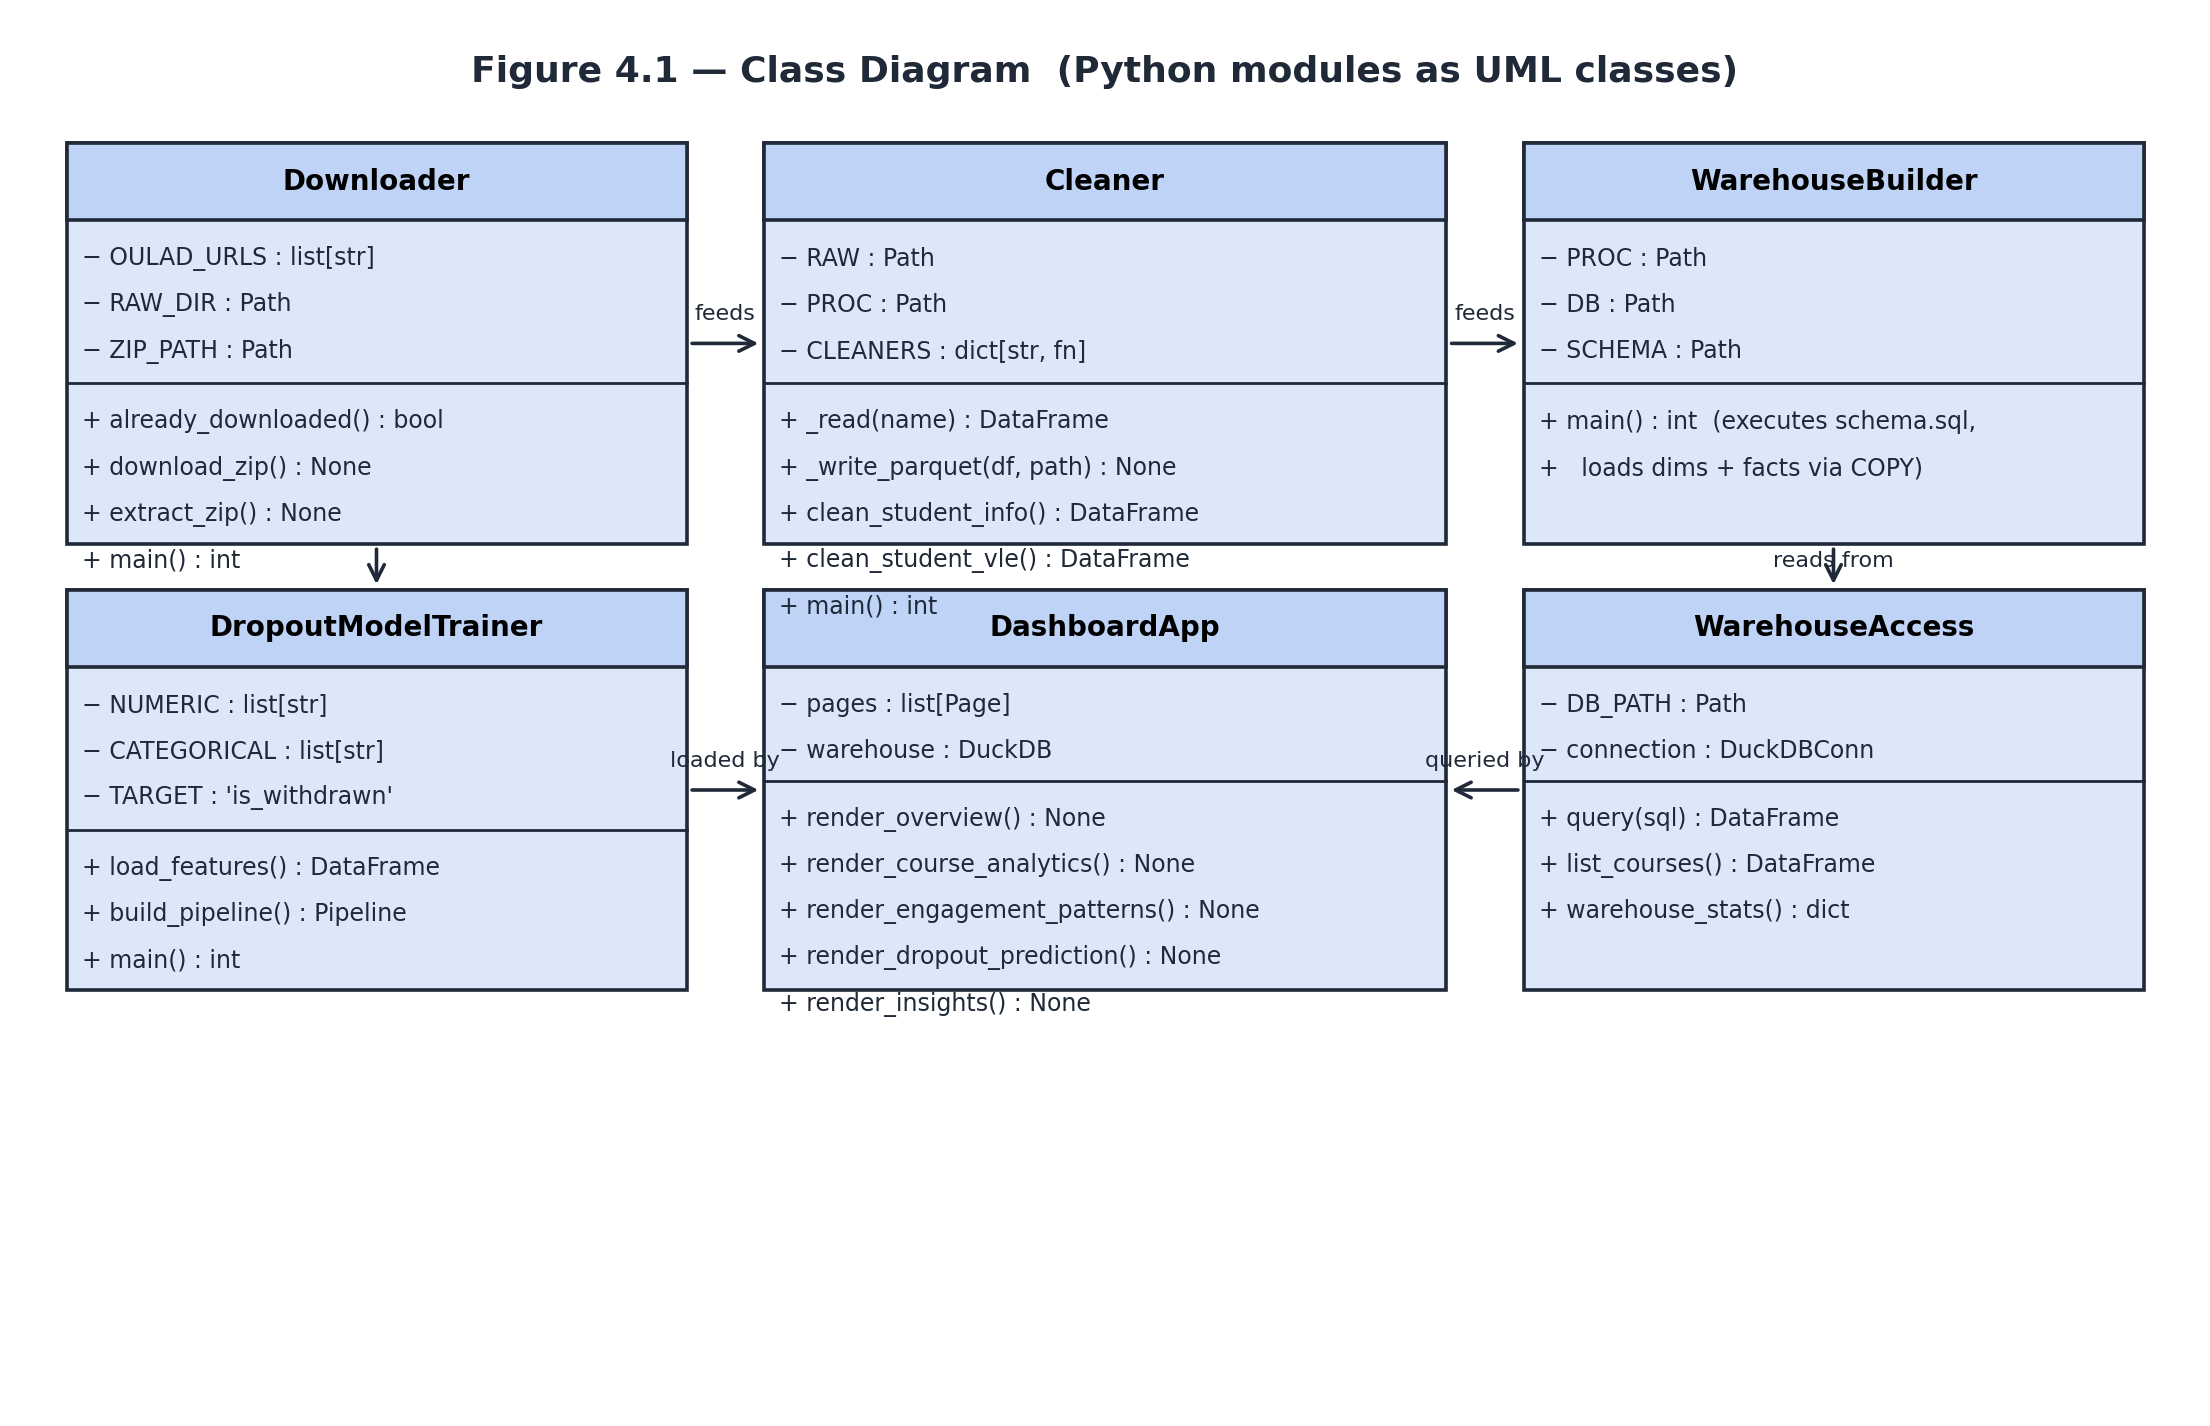 Figure 4.1 — Class Diagram  (Python modules as UML classes)
Downloader
− OULAD_URLS : list[str]
− RAW_DIR : Path
− ZIP_PATH : Path
+ already_downloaded() : bool
+ download_zip() : None
+ extract_zip() : None
+ main() : int
feeds
Cleaner
− RAW : Path
− PROC : Path
− CLEANERS : dict[str, fn]
+ _read(name) : DataFrame
+ _write_parquet(df, path) : None
+ clean_student_info() : DataFrame
+ clean_student_vle() : DataFrame
+ main() : int
feeds
WarehouseBuilder
− PROC : Path
− DB : Path
− SCHEMA : Path
+ main() : int  (executes schema.sql,
+   loads dims + facts via COPY)
reads from
DropoutModelTrainer
− NUMERIC : list[str]
− CATEGORICAL : list[str]
− TARGET : 'is_withdrawn'
+ load_features() : DataFrame
+ build_pipeline() : Pipeline
+ main() : int
loaded by
DashboardApp
− pages : list[Page]
− warehouse : DuckDB
+ render_overview() : None
+ render_course_analytics() : None
+ render_engagement_patterns() : None
+ render_dropout_prediction() : None
+ render_insights() : None
queried by
WarehouseAccess
− DB_PATH : Path
− connection : DuckDBConn
+ query(sql) : DataFrame
+ list_courses() : DataFrame
+ warehouse_stats() : dict